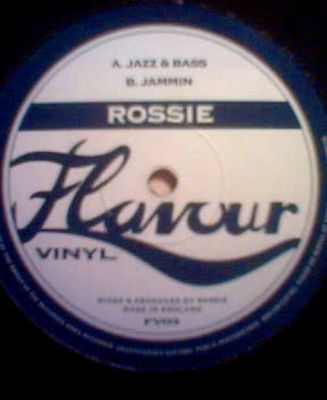 A. JAZZ & BASS
B. JAMMIN
ROSSIE
Flavour
VINYL
MIXED & PRODUCED BY ROSSIE
MADE IN ENGLAND
FV03